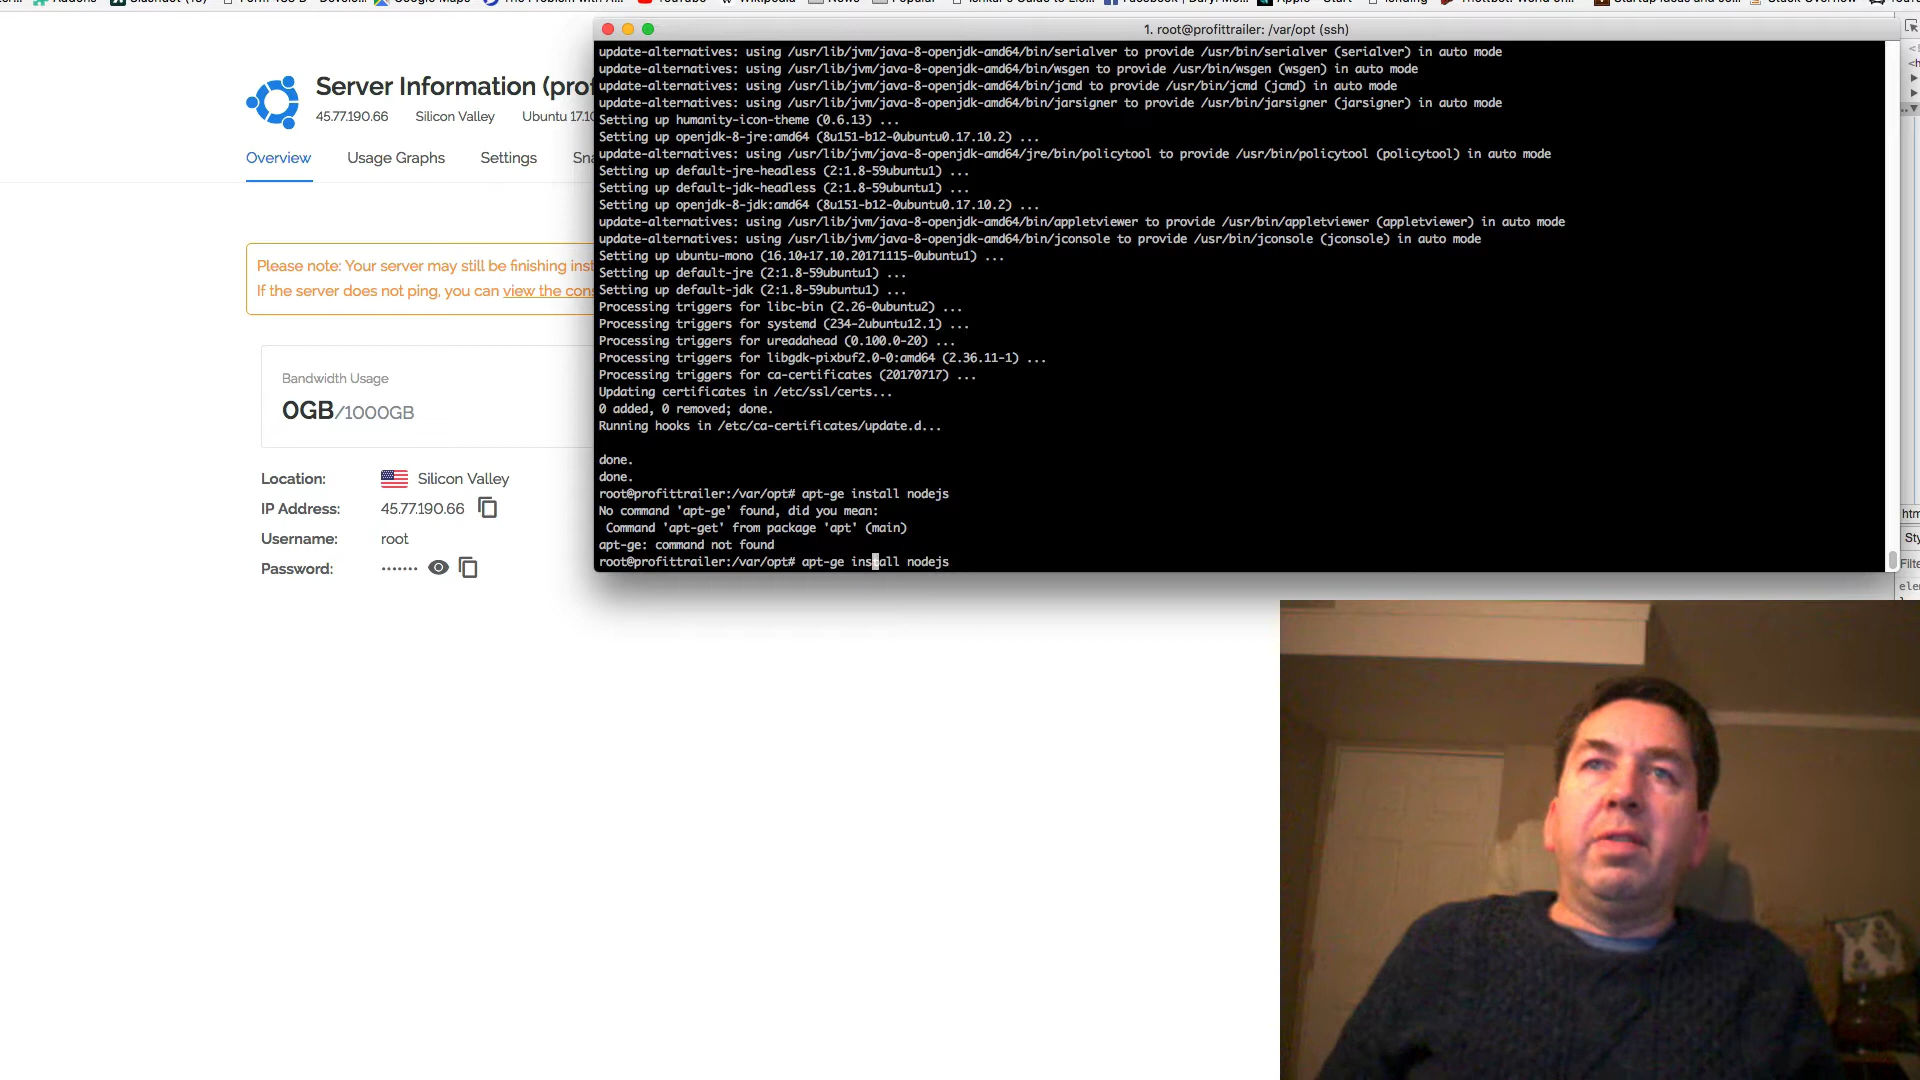 Addons
Google Maps
YouTube
Wikipedia
News
Popular
Stack Overflow
1. root@profittrailer: /var/opt (ssh)
Server Information (prof
45.77.190.66 Silicon Valley Ubuntu 17.10
Overview Usage Graphs Settings Sna
Please note: Your server may still be finishing inst
If the server does not ping, you can view the cons
Bandwidth Usage
0GB/1000GB
Location: Silicon Valley
IP Address: 45.77.190.66
Username: root
Password: •••••••
update-alternatives: using /usr/lib/jvm/java-8-openjdk-amd64/bin/serialver to provide /usr/bin/serialver (serialver) in auto mode
update-alternatives: using /usr/lib/jvm/java-8-openjdk-amd64/bin/wsgen to provide /usr/bin/wsgen (wsgen) in auto mode
update-alternatives: using /usr/lib/jvm/java-8-openjdk-amd64/bin/jcmd to provide /usr/bin/jcmd (jcmd) in auto mode
update-alternatives: using /usr/lib/jvm/java-8-openjdk-amd64/bin/jarsigner to provide /usr/bin/jarsigner (jarsigner) in auto mode
Setting up humanity-icon-theme (0.6.13) ...
Setting up openjdk-8-jre:amd64 (8u151-b12-0ubuntu0.17.10.2) ...
update-alternatives: using /usr/lib/jvm/java-8-openjdk-amd64/jre/bin/policytool to provide /usr/bin/policytool (policytool) in auto mode
Setting up default-jre-headless (2:1.8-59ubuntu1) ...
Setting up default-jdk-headless (2:1.8-59ubuntu1) ...
Setting up openjdk-8-jdk:amd64 (8u151-b12-0ubuntu0.17.10.2) ...
update-alternatives: using /usr/lib/jvm/java-8-openjdk-amd64/bin/appletviewer to provide /usr/bin/appletviewer (appletviewer) in auto mode
update-alternatives: using /usr/lib/jvm/java-8-openjdk-amd64/bin/jconsole to provide /usr/bin/jconsole (jconsole) in auto mode
Setting up ubuntu-mono (16.10+17.10.20171115-0ubuntu1) ...
Setting up default-jre (2:1.8-59ubuntu1) ...
Setting up default-jdk (2:1.8-59ubuntu1) ...
Processing triggers for libc-bin (2.26-0ubuntu2) ...
Processing triggers for systemd (234-2ubuntu12.1) ...
Processing triggers for ureadahead (0.100.0-20) ...
Processing triggers for libgdk-pixbuf2.0-0:amd64 (2.36.11-1) ...
Processing triggers for ca-certificates (20170717) ...
Updating certificates in /etc/ssl/certs...
0 added, 0 removed; done.
Running hooks in /etc/ca-certificates/update.d...
done.
done.
root@profittrailer:/var/opt# apt-ge install nodejs
No command 'apt-ge' found, did you mean:
Command 'apt-get' from package 'apt' (main)
apt-ge: command not found
root@profittrailer:/var/opt# apt-ge install nodejs
htm
Sty
Filte
ele